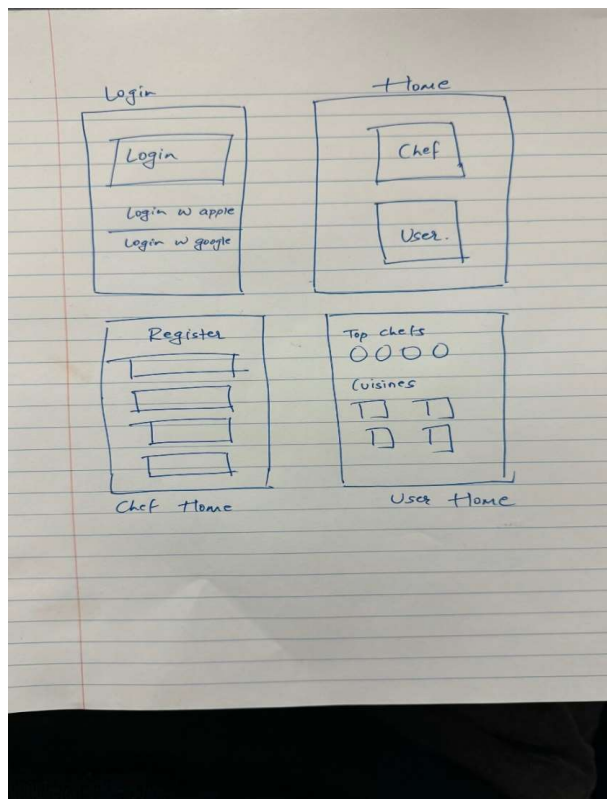 Login
Login
Login w apple
Login w google
Home
Chef
User.
Register
Chef Home
Top chefs
Cuisines
User Home